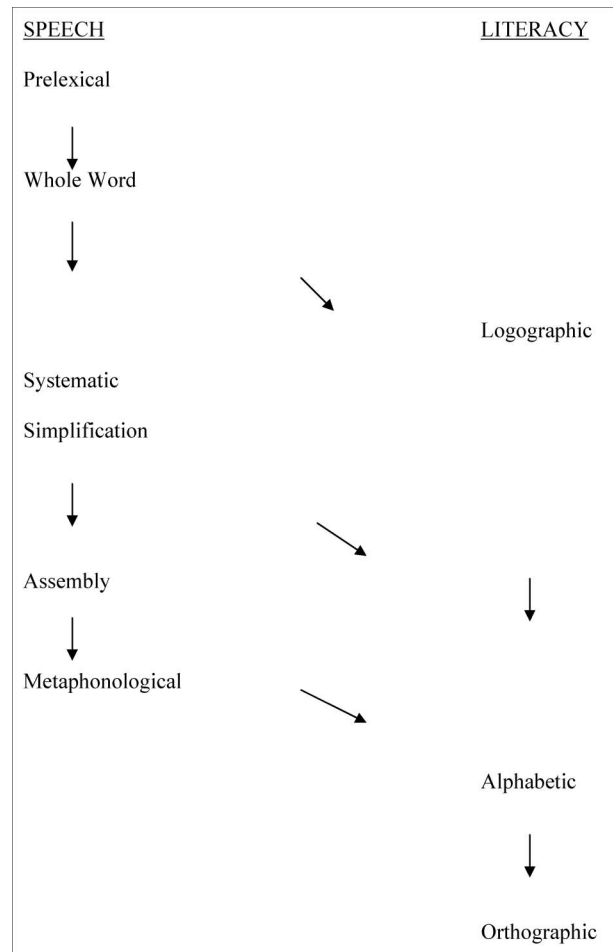 SPEECH LITERACY
Prelexical
Whole Word
Logographic
Systematic
Simplification
Assembly
Metaphonological
Alphabetic
Orthographic